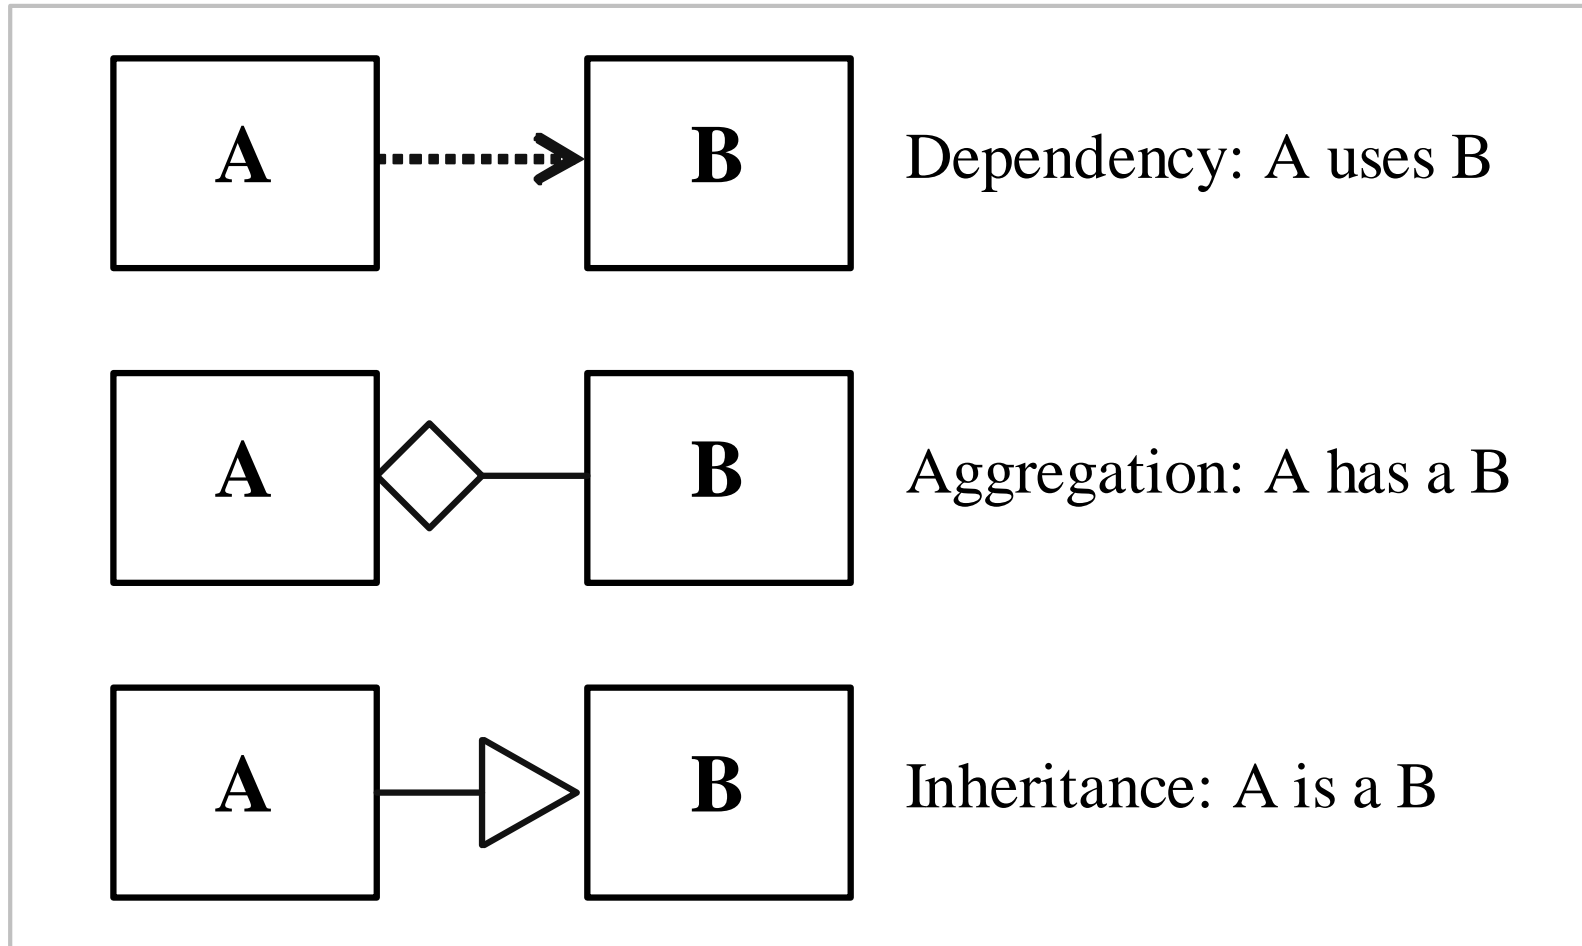 A B Dependency: A uses B
A B Aggregation: A has a B
A B Inheritance: A is a B